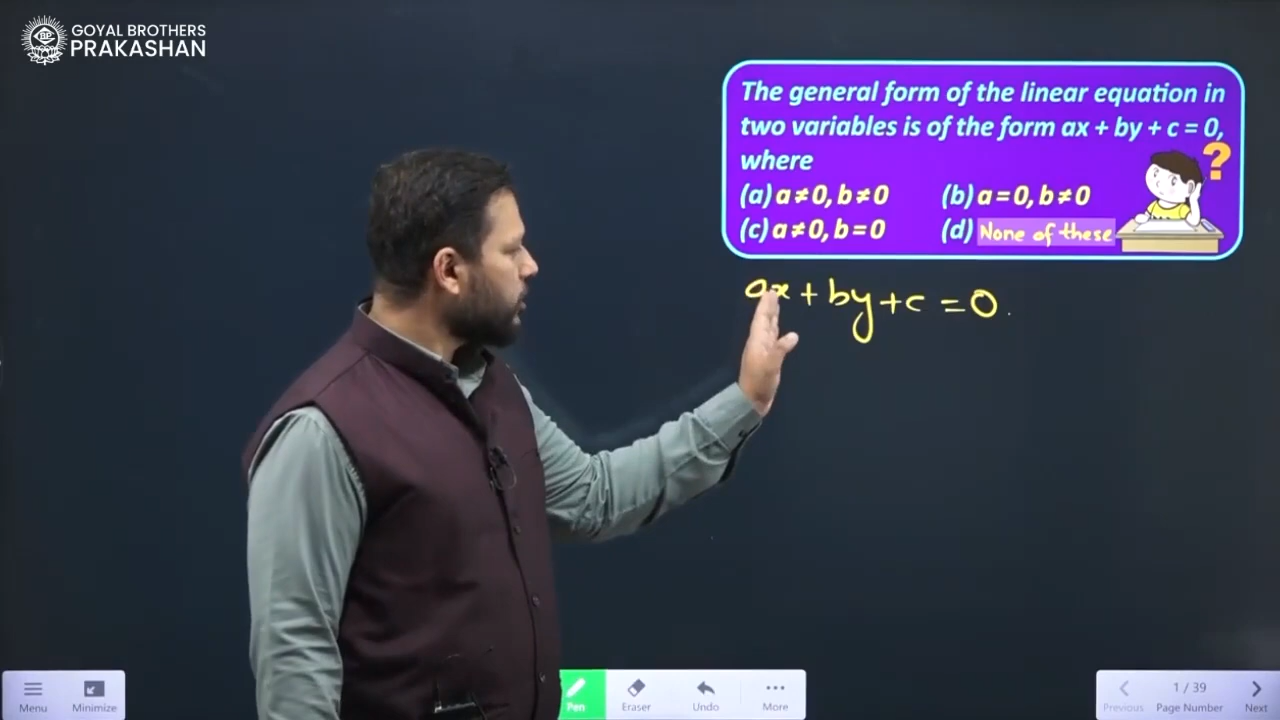 GOYAL BROTHERS
PRAKASHAN
The general form of the linear equation in
two variables is of the form ax + by + c = 0,
where
(a) a ≠ 0, b ≠ 0 (b) a = 0, b ≠ 0
(c) a ≠ 0, b = 0 (d) None of these
?
ax + by + c = 0.
Menu Minimize Pen Eraser Undo More Previous 1 / 39 Page Number Next